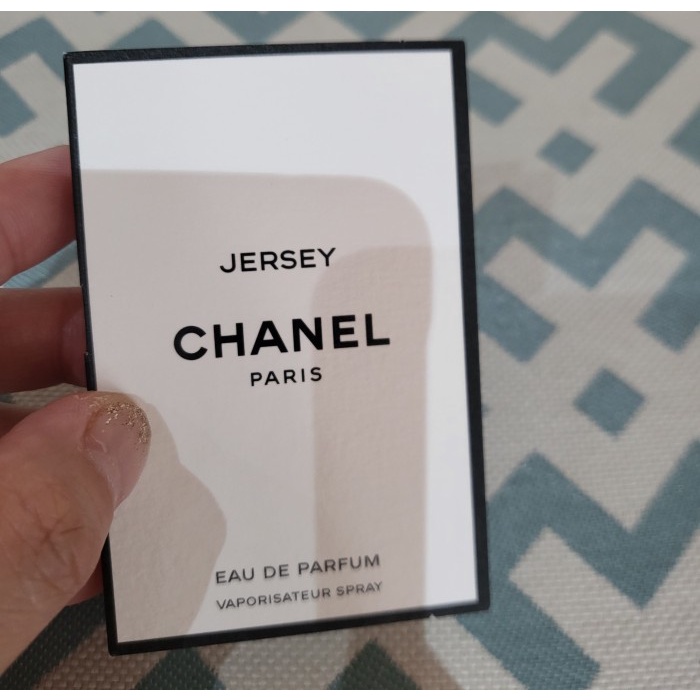 JERSEY
CHANEL
PARIS
EAU DE PARFUM
VAPORISATEUR SPRAY